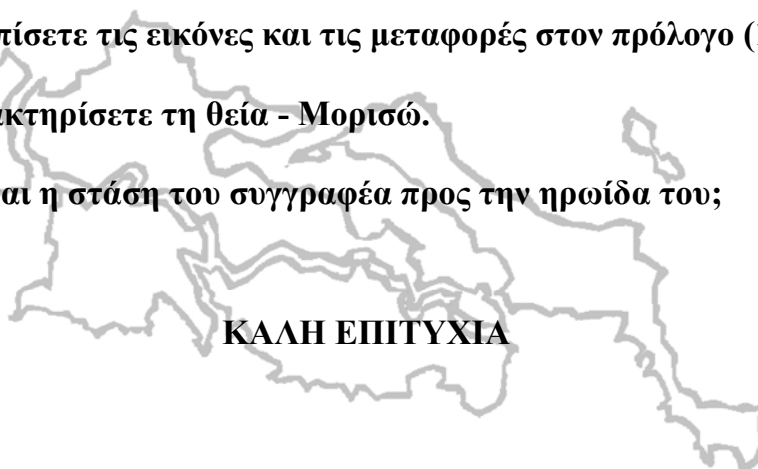 πίσετε τις εικόνες και τις μεταφορές στον πρόλογο (
ακτηρίσετε τη θεία - Μορισώ.
αι η στάση του συγγραφέα προς την ηρωίδα του;
ΚΑΛΗ ΕΠΙΤΥΧΙΑ